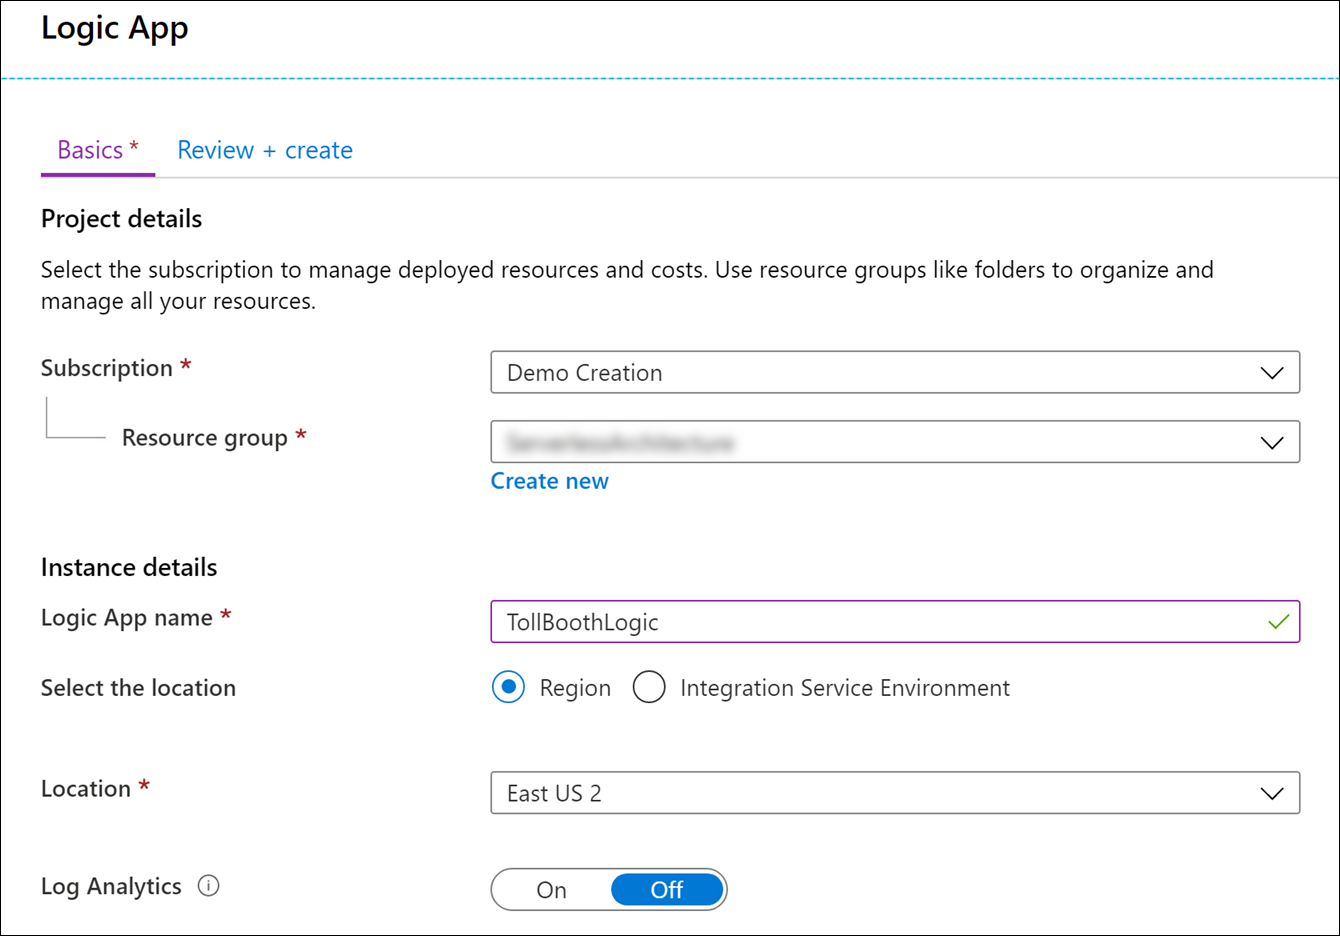 Logic App
Basics * Review + create
Project details
Select the subscription to manage deployed resources and costs. Use resource groups like folders to organize and
manage all your resources.
Subscription * Demo Creation
Resource group *
Create new
Instance details
Logic App name * TollBoothLogic
Select the location Region Integration Service Environment
Location * East US 2
Log Analytics On Off